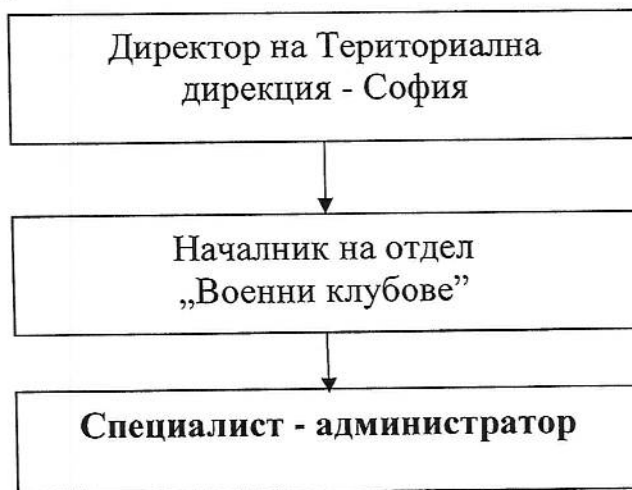 Директор на Териториална
дирекция - София
Началник на отдел
„Военни клубове”
Специалист - администратор